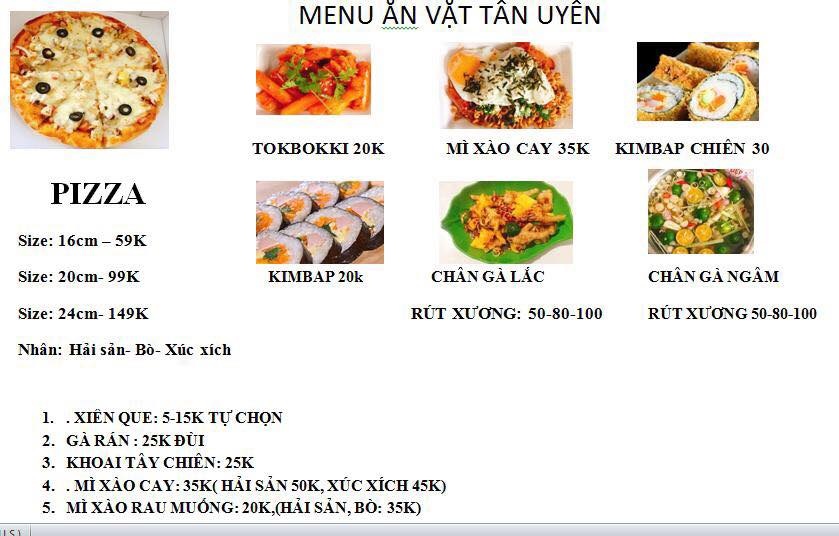 MENU ĂN VẶT TÂN UYÊN
TOKBOKKI 20K
MÌ XÀO CAY 35K
KIMBAP CHIÊN 30
PIZZA
Size: 16cm – 59K
Size: 20cm- 99K
Size: 24cm- 149K
Nhân: Hải sản- Bò- Xúc xích
KIMBAP 20k
CHÂN GÀ LẮC
RÚT XƯƠNG: 50-80-100
CHÂN GÀ NGÂM
RÚT XƯƠNG 50-80-100
1. . XIÊN QUE: 5-15K TỰ CHỌN
2. GÀ RÁN : 25K ĐÙI
3. KHOAI TÂY CHIÊN: 25K
4. . MÌ XÀO CAY: 35K( HẢI SẢN 50K, XÚC XÍCH 45K)
5. MÌ XÀO RAU MUỐNG: 20K,(HẢI SẢN, BÒ: 35K)